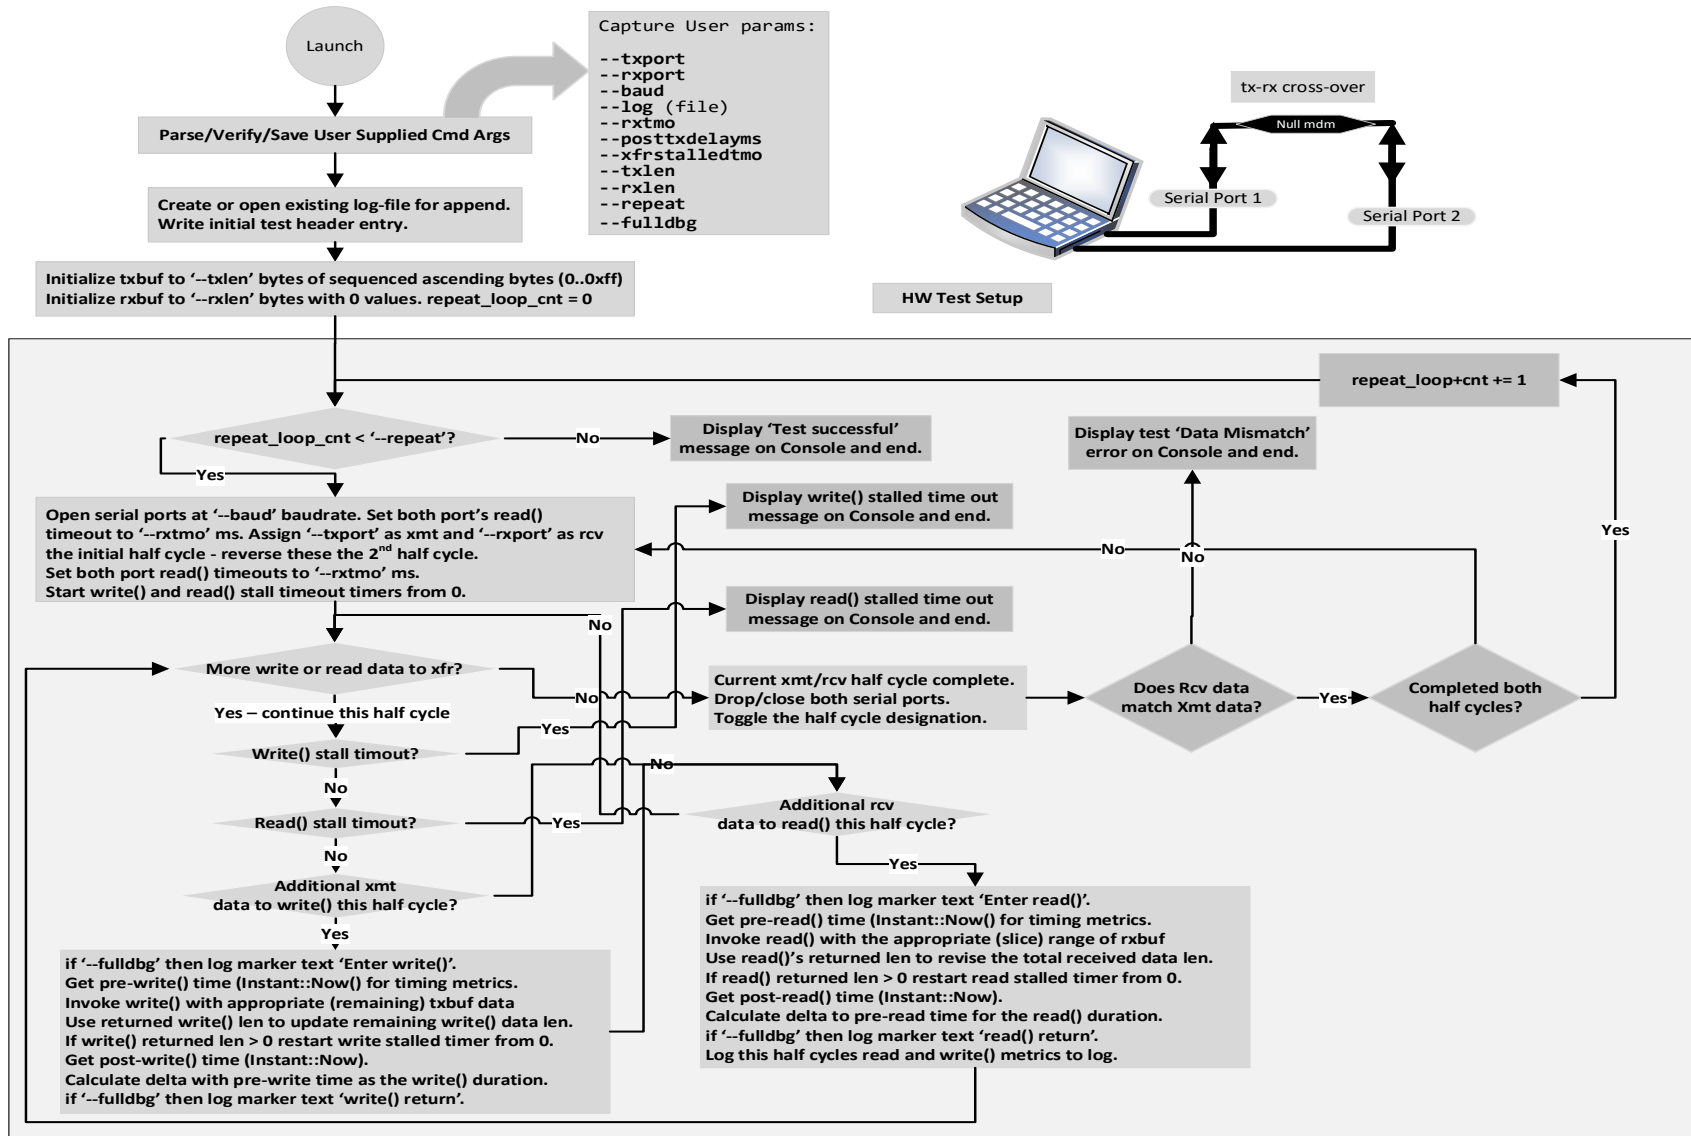 Launch
Parse/Verify/Save User Supplied Cmd Args
Create or open existing log-file for append.
Write initial test header entry.
Initialize txbuf to ‘--txlen’ bytes of sequenced ascending bytes (0..0xff)
Initialize rxbuf to ‘--rxlen’ bytes with 0 values. repeat_loop_cnt = 0
Capture User params:
--txport
--rxport
--baud
--log (file)
--rxtmo
--posttxdelayms
--xfrstalledtmo
--txlen
--rxlen
--repeat
--fulldbg
tx-rx cross-over
Null mdm
Serial Port 1
Serial Port 2
HW Test Setup
repeat_loop+cnt += 1
repeat_loop_cnt < ‘--repeat’?
No
Display ‘Test successful’
message on Console and end.
Display test ‘Data Mismatch’
error on Console and end.
Yes
Yes
Open serial ports at ‘--baud’ baudrate. Set both port’s read()
timeout to ‘--rxtmo’ ms. Assign ‘--txport’ as xmt and ‘--rxport’ as rcv
the initial half cycle - reverse these the 2nd half cycle.
Set both port read() timeouts to ‘--rxtmo’ ms.
Start write() and read() stall timeout timers from 0.
Display write() stalled time out
message on Console and end.
No
No
Display read() stalled time out
message on Console and end.
No
More write or read data to xfr?
No
Current xmt/rcv half cycle complete.
Drop/close both serial ports.
Toggle the half cycle designation.
Does Rcv data
match Xmt data?
Yes
Completed both
half cycles?
Yes – continue this half cycle
Yes
Write() stall timout?
No
No
Read() stall timout?
Yes
Additional rcv
data to read() this half cycle?
No
Yes
Additional xmt
data to write() this half cycle?
Yes
if ‘--fulldbg’ then log marker text ‘Enter write()’.
Get pre-write() time (Instant::Now() for timing metrics.
Invoke write() with appropriate (remaining) txbuf data
Use returned write() len to update remaining write() data len.
If write() returned len > 0 restart write stalled timer from 0.
Get post-write() time (Instant::Now).
Calculate delta with pre-write time as the write() duration.
if ‘--fulldbg’ then log marker text ‘write() return’.
if ‘--fulldbg’ then log marker text ‘Enter read()’.
Get pre-read() time (Instant::Now() for timing metrics.
Invoke read() with the appropriate (slice) range of rxbuf
Use read()’s returned len to revise the total received data len.
If read() returned len > 0 restart read stalled timer from 0.
Get post-read() time (Instant::Now).
Calculate delta to pre-read time for the read() duration.
if ‘--fulldbg’ then log marker text ‘read() return’.
Log this half cycles read and write() metrics to log.